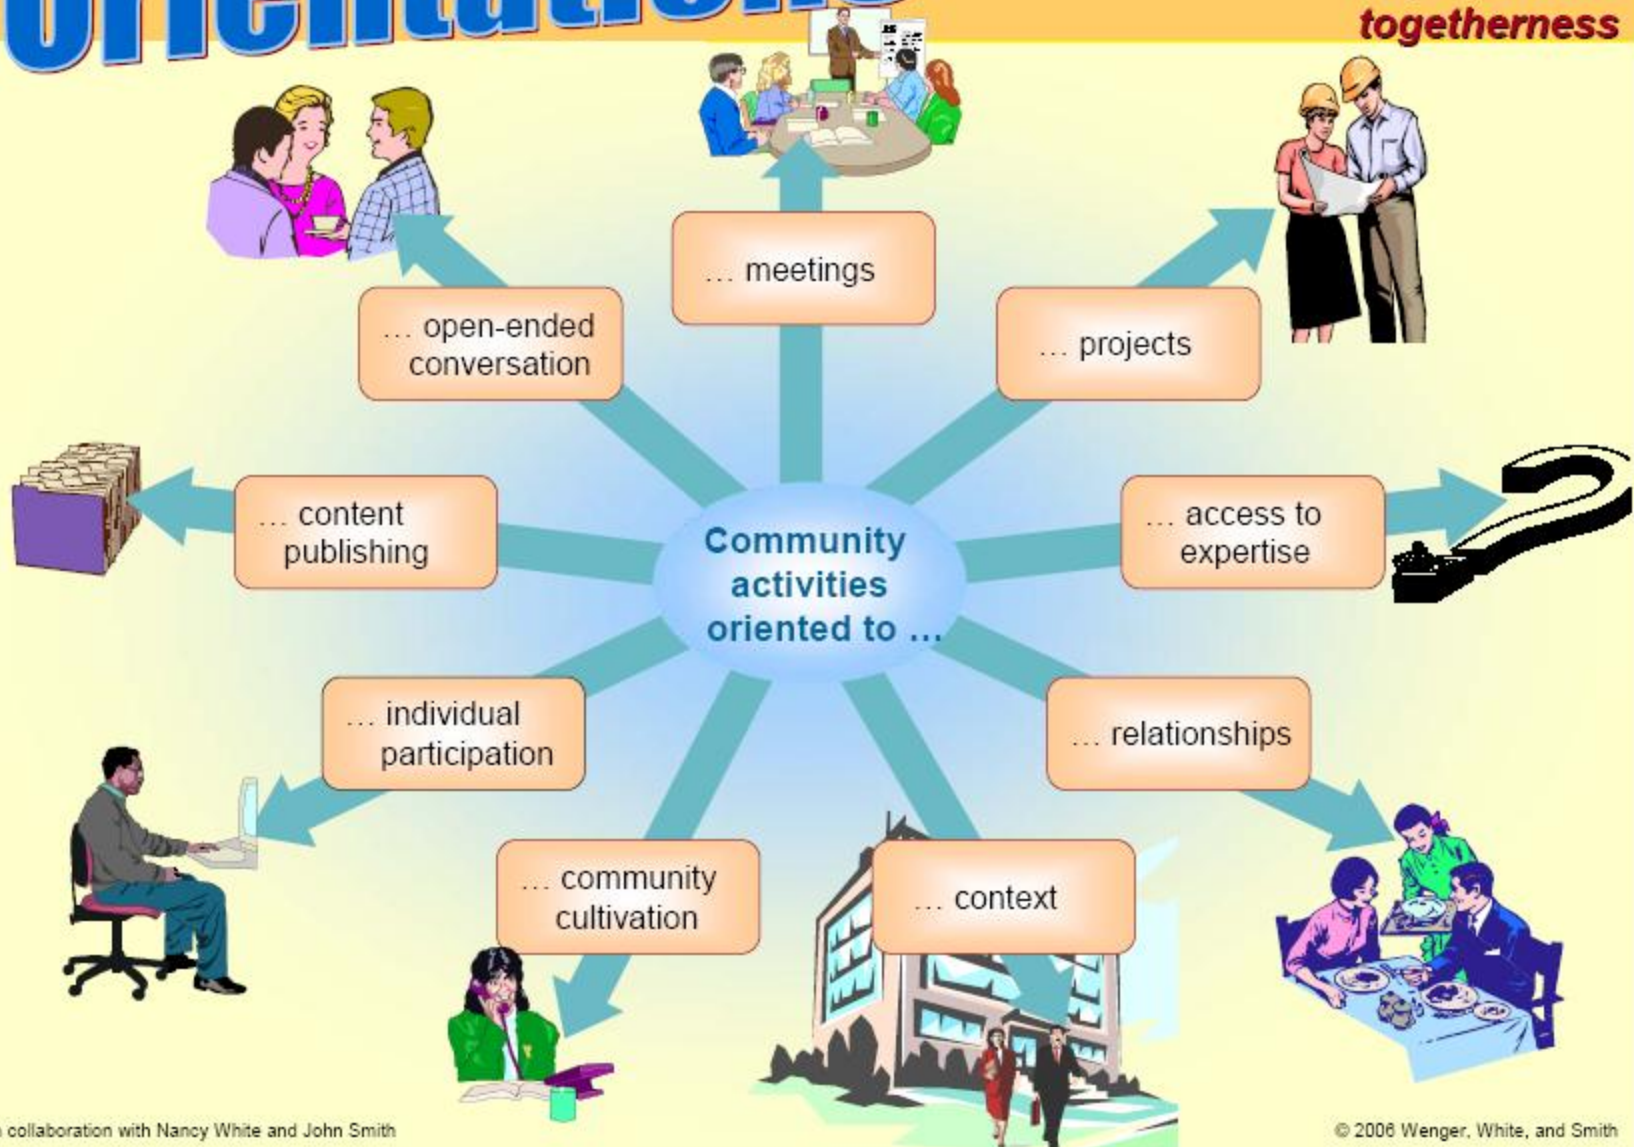 orientations
togetherness
... meetings
... open-ended
conversation
... projects
... content
publishing
... access to
expertise
Community
activities
oriented to ...
... individual
participation
... relationships
... community
cultivation
... context
collaboration with Nancy White and John Smith
© 2006 Wenger, White, and Smith